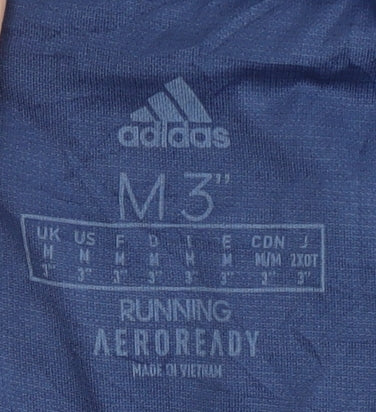 adidas
M 3"
UK US F D I E CDN J
M M M M M M M/M 2XOT
3" 3" 3" 3" 3" 3" 3" 3"
RUNNING
AEROREADY
MADE IN VIETNAM